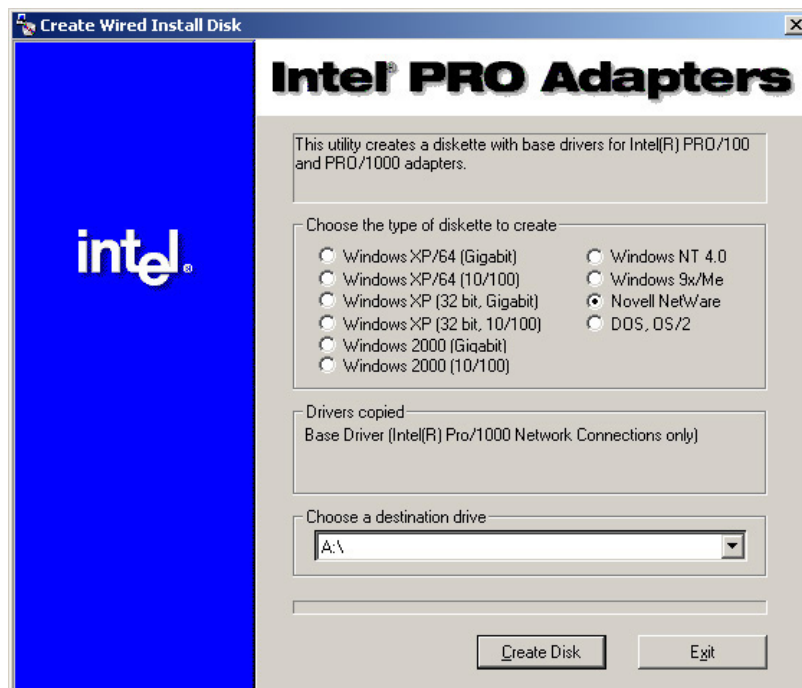 Create Wired Install Disk
Intel® PRO Adapters
intel®
This utility creates a diskette with base drivers for Intel(R) PRO/100
and PRO/1000 adapters.
Choose the type of diskette to create
Windows XP/64 (Gigabit)
Windows XP/64 (10/100)
Windows XP (32 bit, Gigabit)
Windows XP (32 bit, 10/100)
Windows 2000 (Gigabit)
Windows 2000 (10/100)
Windows NT 4.0
Windows 9x/Me
Novell NetWare
DOS, OS/2
Drivers copied
Base Driver (Intel(R) Pro/1000 Network Connections only)
Choose a destination drive
A:\
Create Disk
Exit